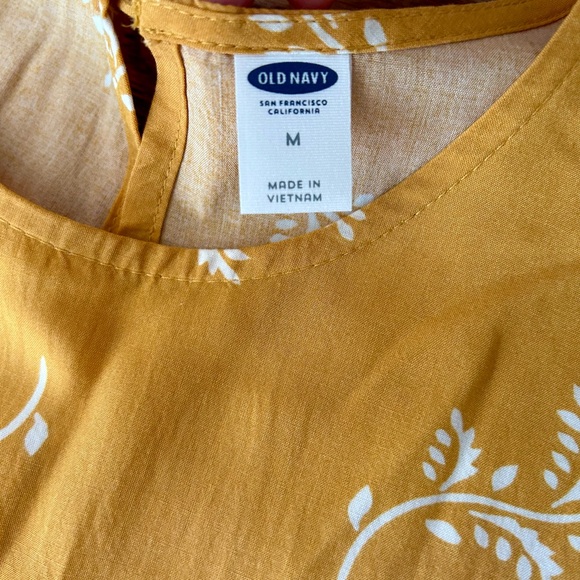 OLD NAVY
SAN FRANCISCO
CALIFORNIA
M
MADE IN
VIETNAM